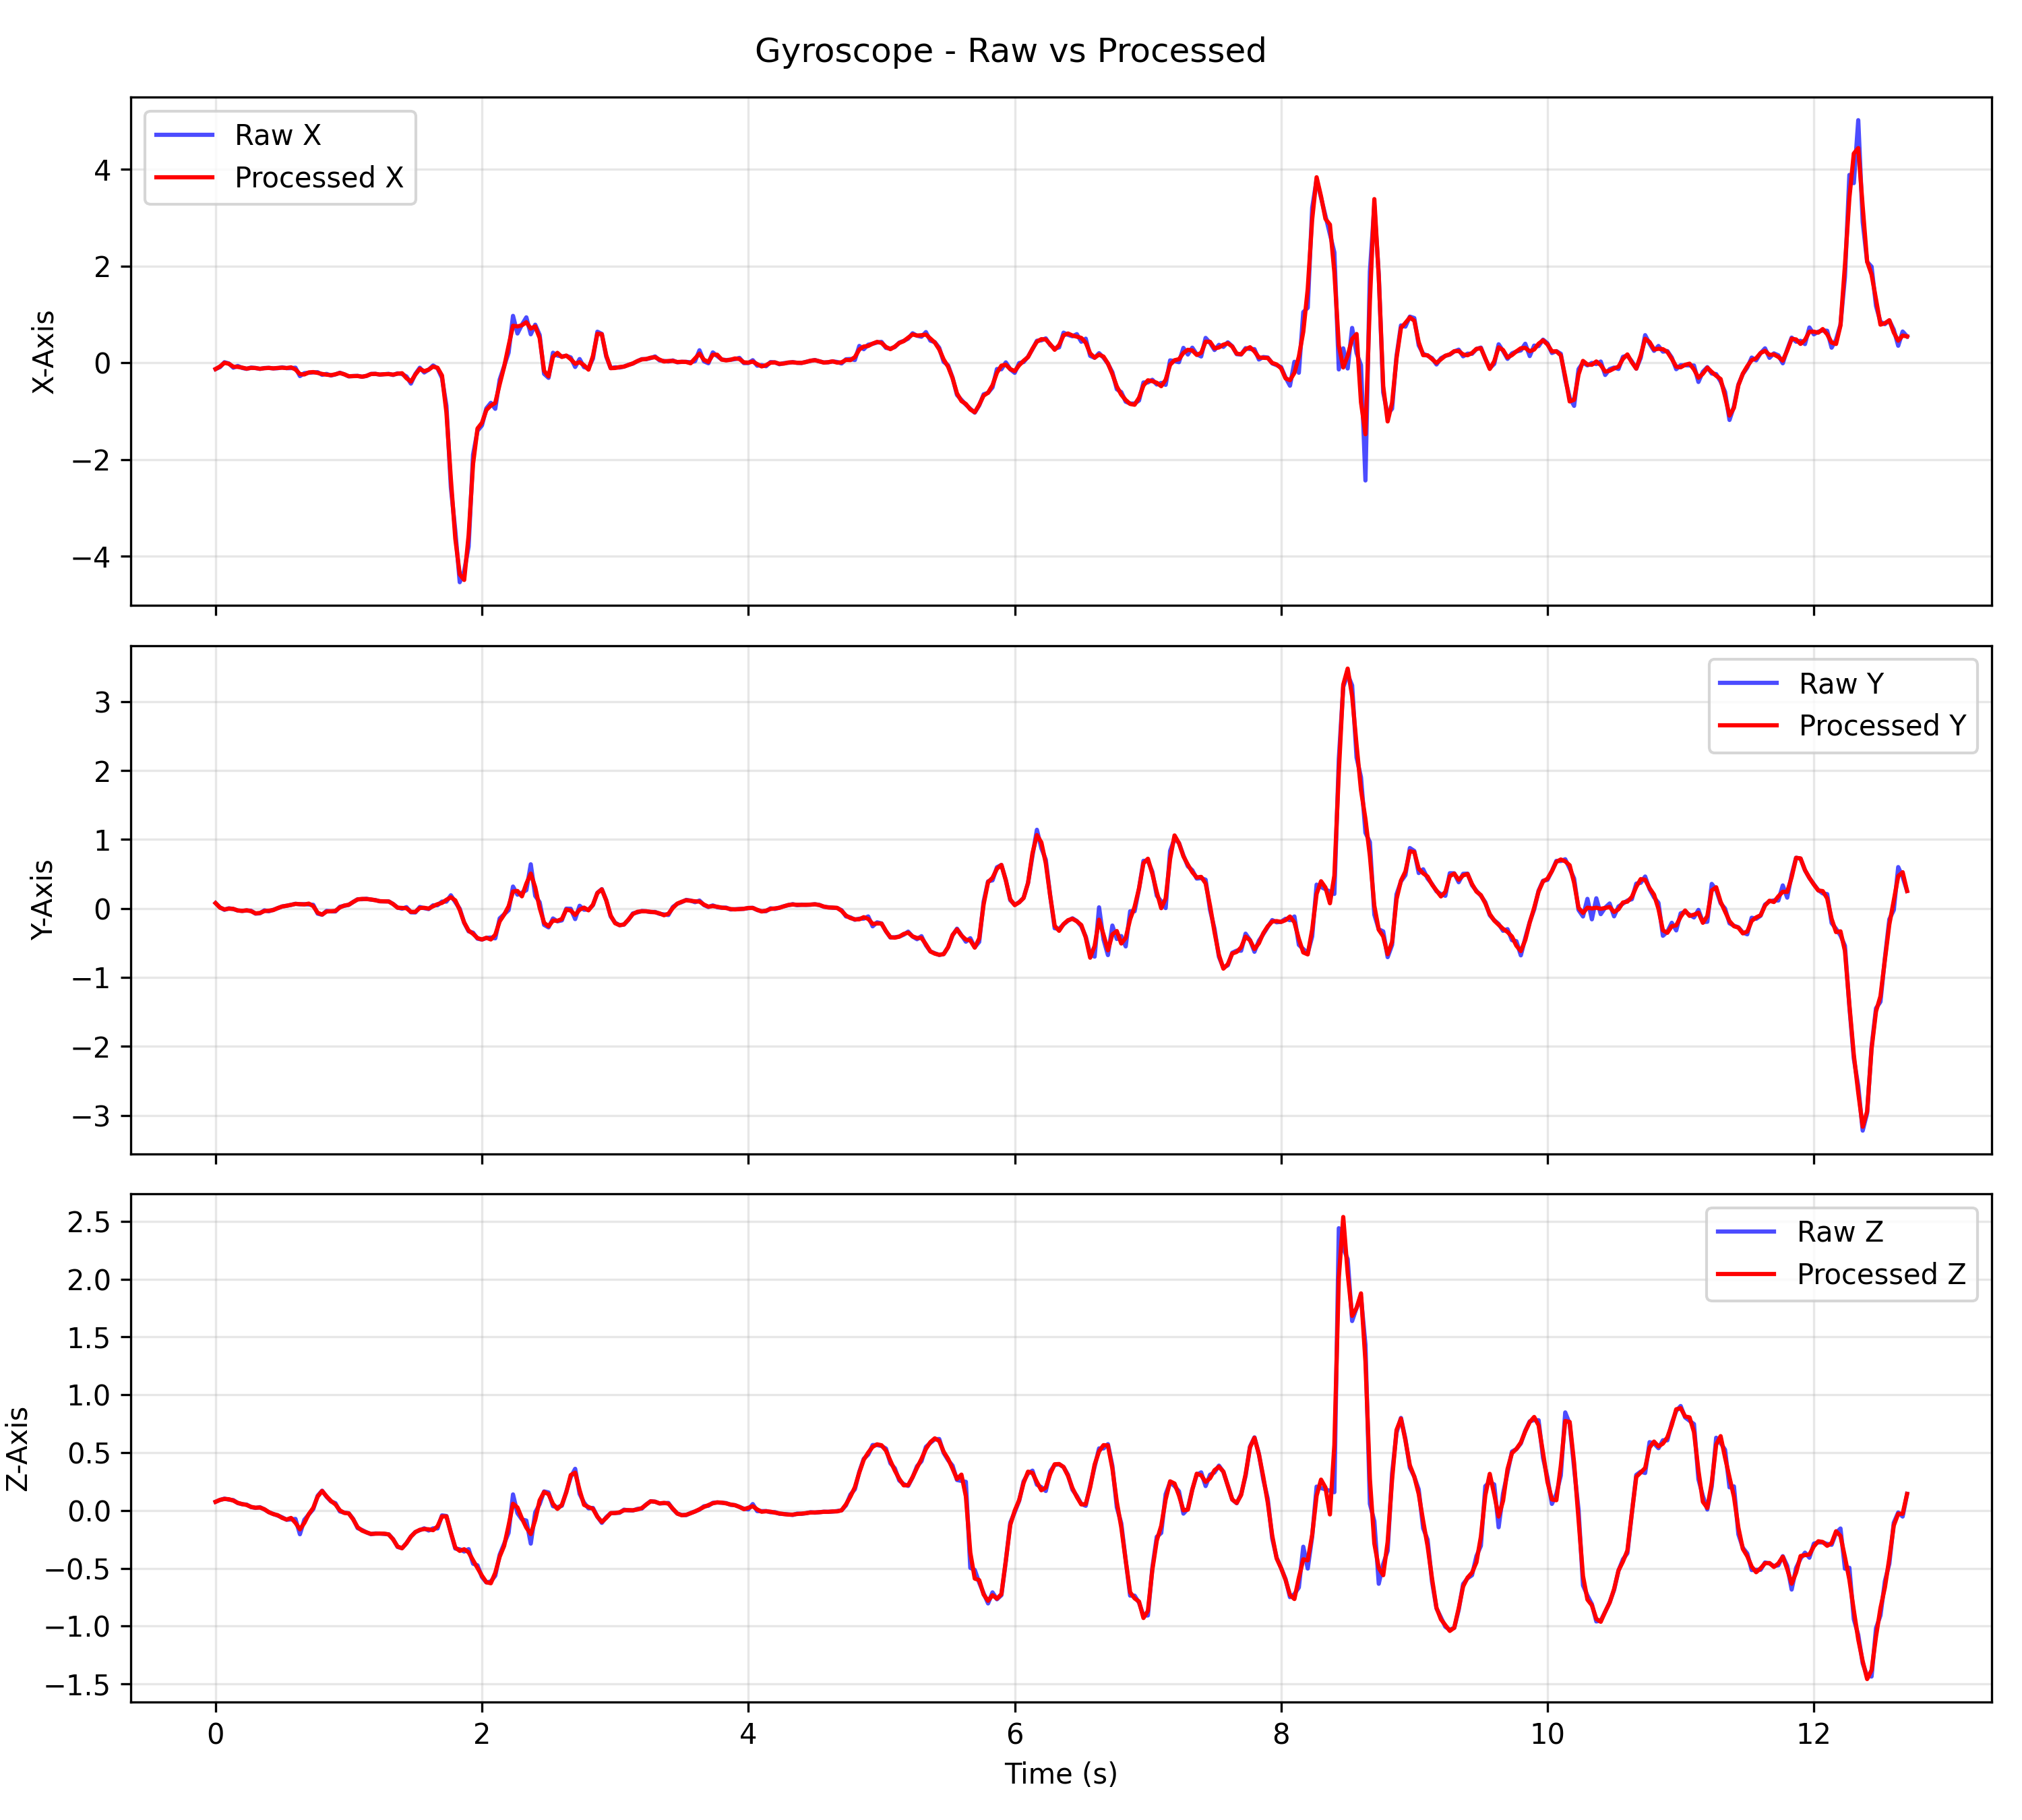 Gyroscope - Raw vs Processed
Raw X
Processed X
4
2
0
−2
−4
X-Axis
Raw Y
Processed Y
3
2
1
0
−1
−2
−3
Y-Axis
Raw Z
Processed Z
2.5
2.0
1.5
1.0
0.5
0.0
−0.5
−1.0
−1.5
Z-Axis
0 2 4 6 8 10 12
Time (s)